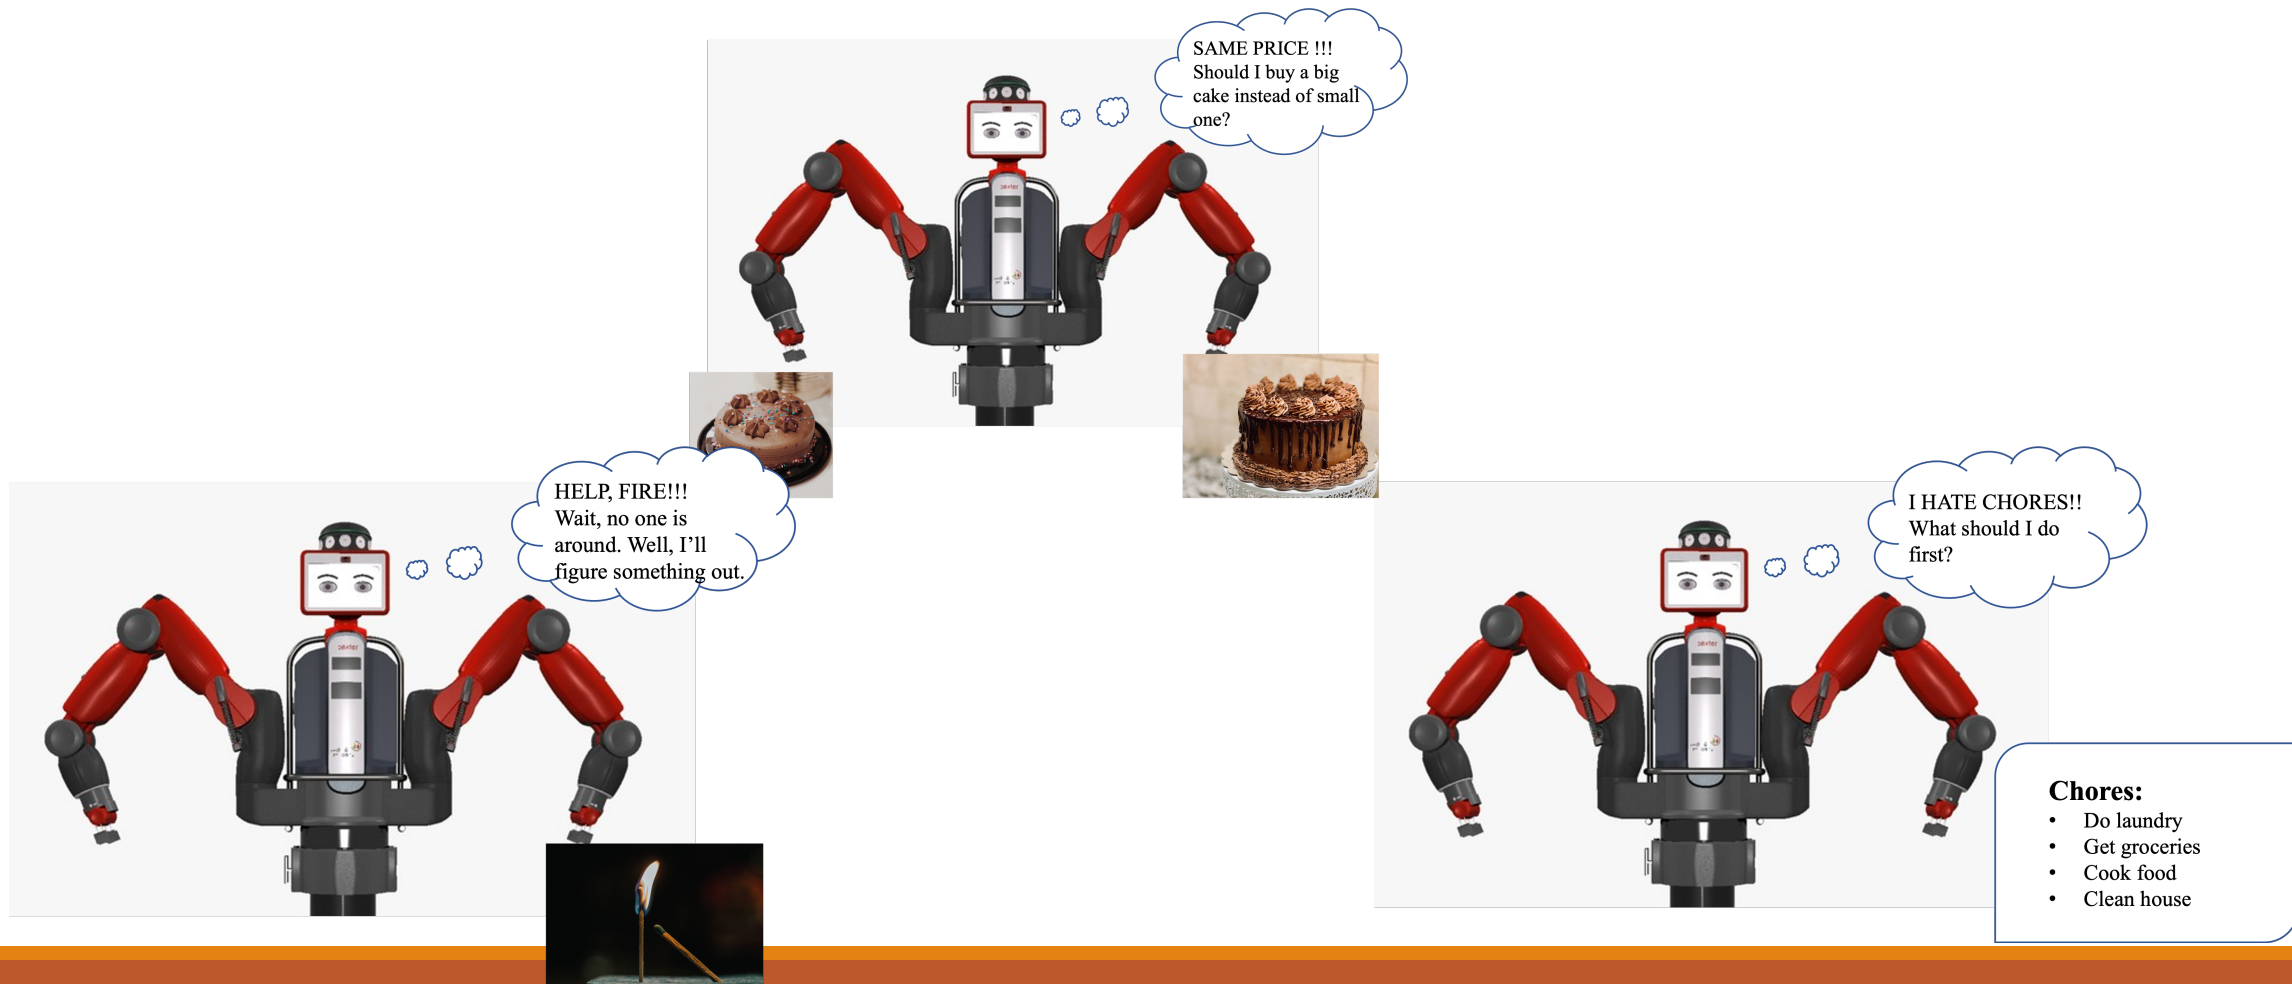 SAME PRICE !!!
Should I buy a big
cake instead of small
one?
HELP, FIRE!!!
Wait, no one is
around. Well, I’ll
figure something out.
I HATE CHORES!!
What should I do
first?
Chores:
• Do laundry
• Get groceries
• Cook food
• Clean house